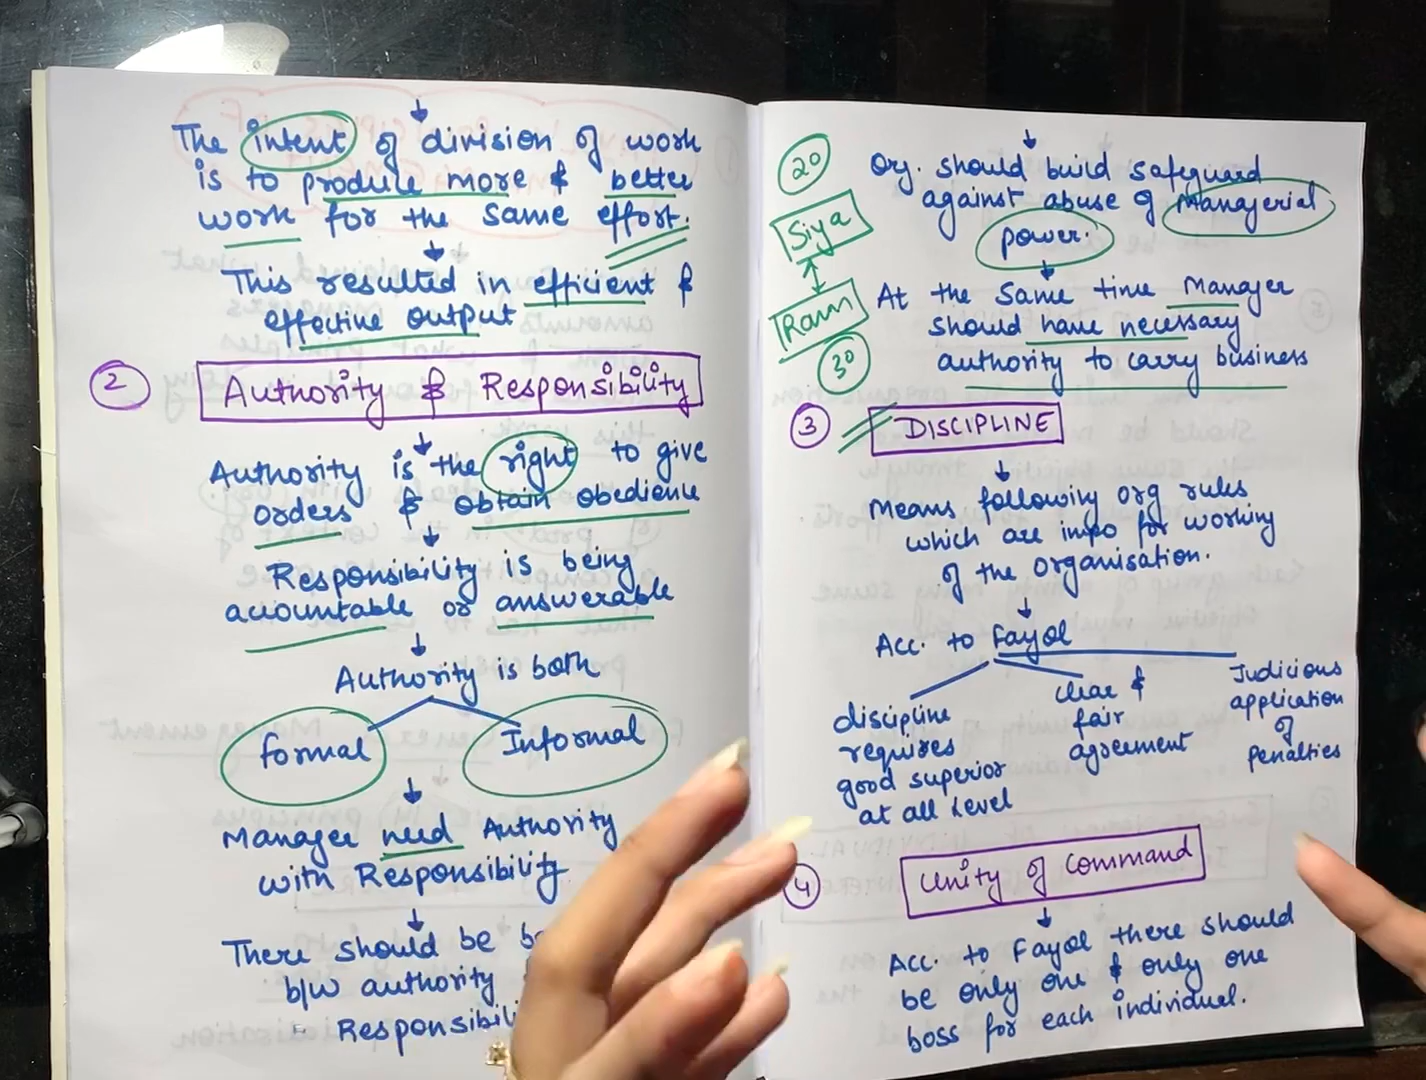 The intent of division of work
is to produce more & better
work for the same effort.
This resulted in efficient &
effective output
2 Authority & Responsibility
Authority is the right to give
orders & obtain obedience
Responsibility is being
accountable or answerable
Authority is both
formal Informal
Manager need Authority
with Responsibility
There should be
b/w authority
Responsibili
20
Siya
Ram
30
Org. should build safeguard
against abuse of Managerial
power.
At the same time Manager
should have necessary
authority to carry business
3 DISCIPLINE
Means following org rules
which are impo for working
of the organisation.
Acc. to Fayol
discipline
requires
good superior
at all level
clear &
fair
agreement
Judicious
application
of
penalties
4 Unity of Command
Acc. to Fayol there should
be only one & only one
boss for each individual.